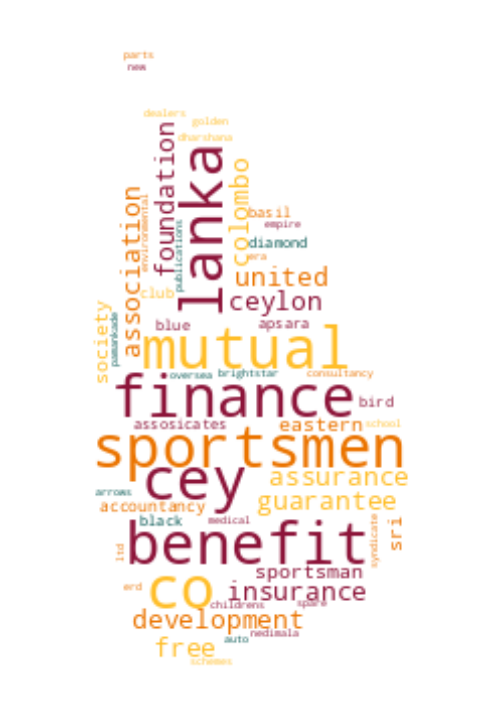 parts
new
dealers
golden
dharshana
foundation
lanka
colombo
association
environmental
publications
basil
empire
diamond
era
united
club
ceylon
society
pamankade
blue
apsara
mutual
oversea
brightstar
consultancy
finance
bird
assosicates
eastern
school
sportsmen
cey
assurance
arrows
guarantee
accountancy
black
medical
syndicate
sri
benefit
ltd
sportsman
erd
co
insurance
childrens
spare
development
nedimala
auto
free
schemes